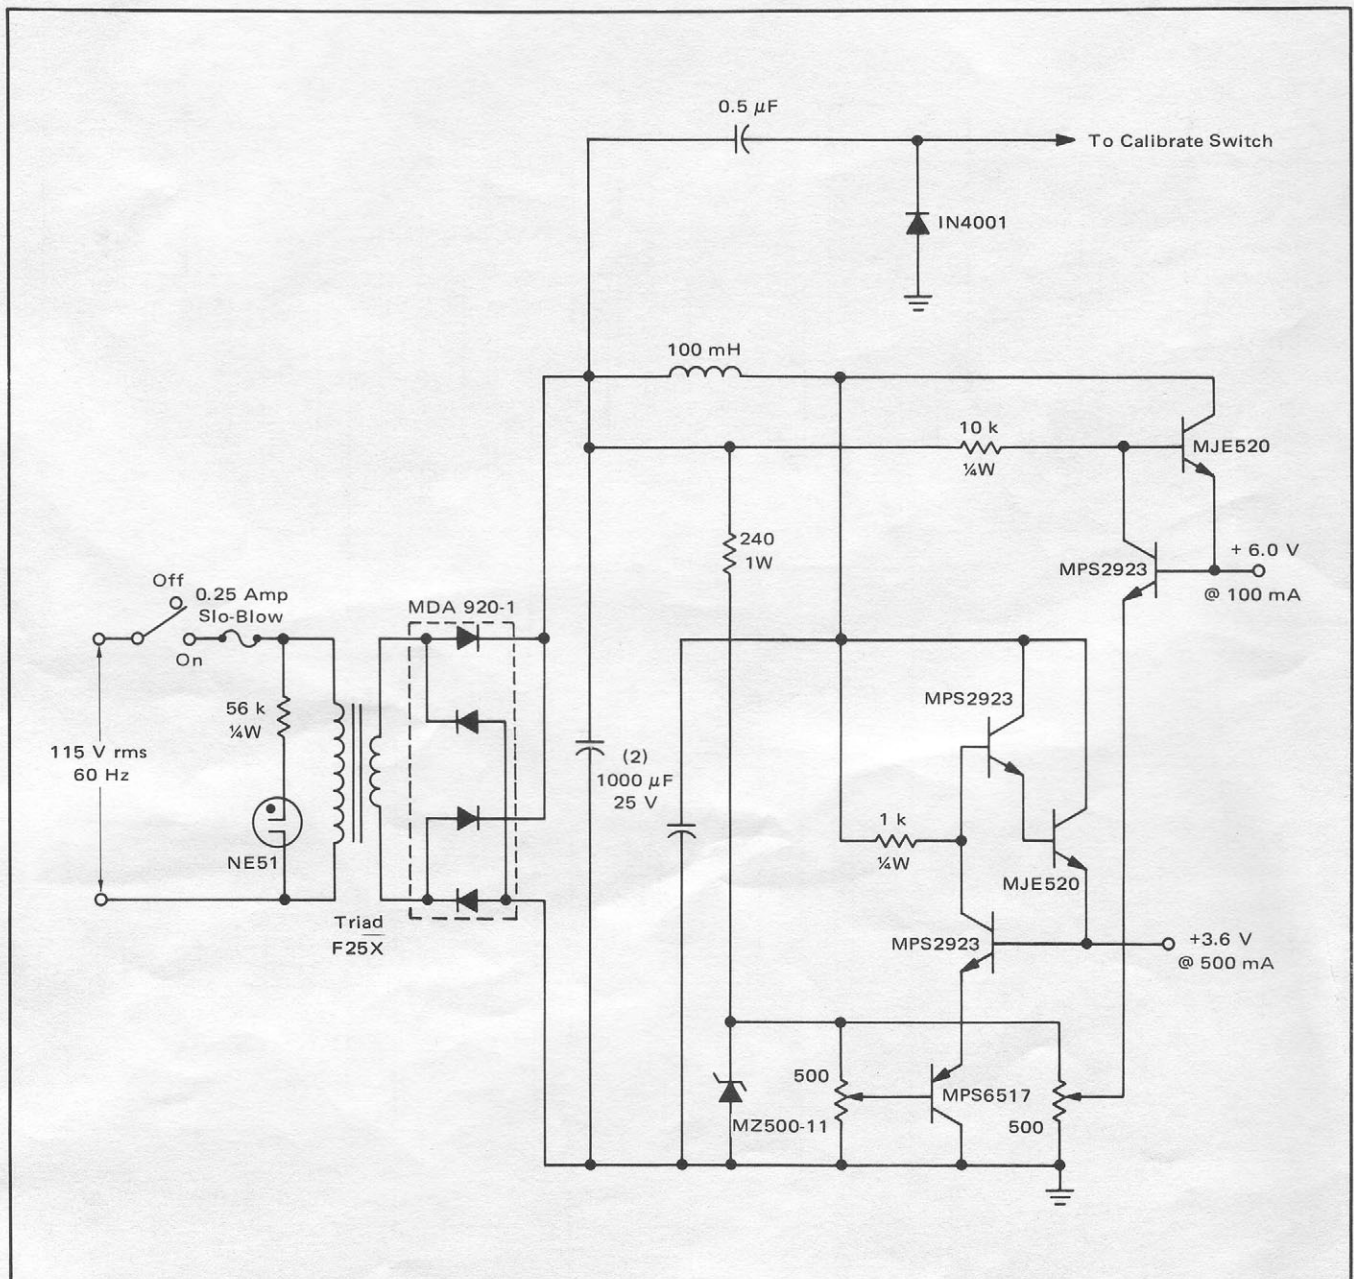 0.5 μF
To Calibrate Switch
IN4001
100 mH
10 k
¼W
MJE520
240
1W
MPS2923
+ 6.0 V
@ 100 mA
Off
0.25 Amp
Slo-Blow
On
MDA 920-1
56 k
¼W
115 V rms
60 Hz
NE51
Triad
F25X
(2)
1000 μF
25 V
MPS2923
1 k
¼W
MJE520
MPS2923
+3.6 V
@ 500 mA
500
MZ500-11
MPS6517
500